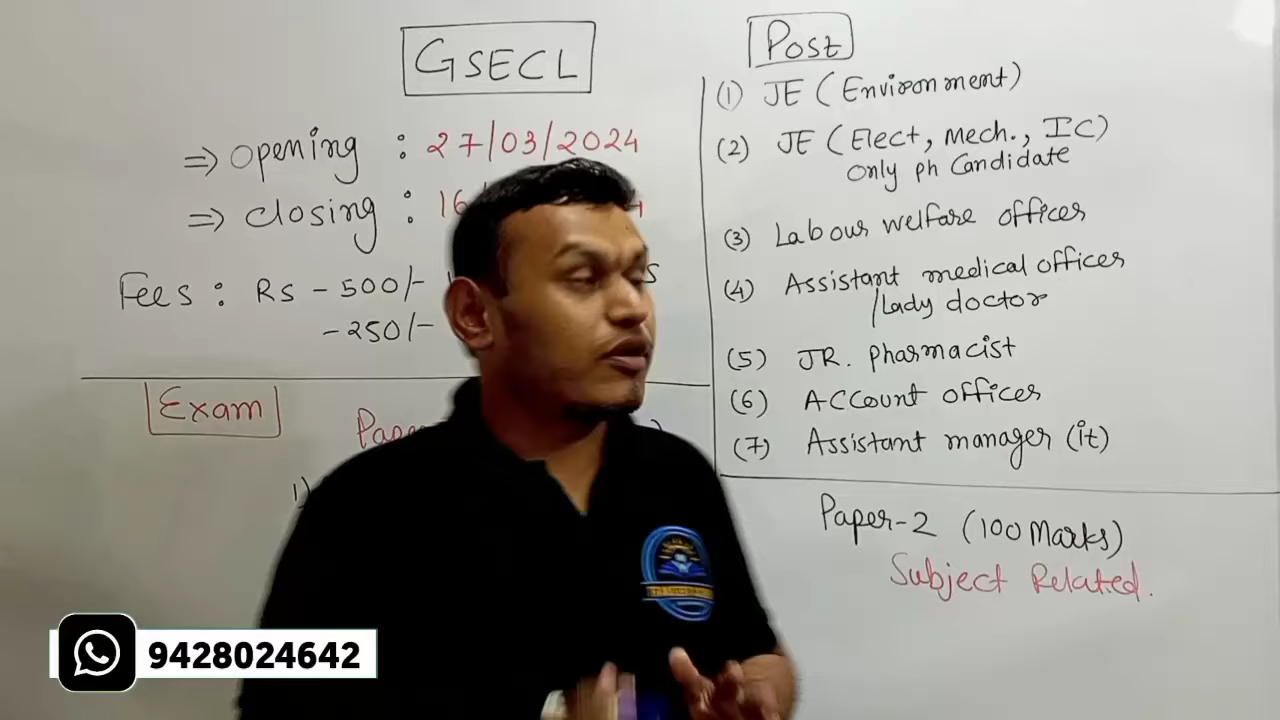 GSECL
⇒ opening : 27/03/2024
⇒ closing : 16
Fees : Rs - 500/-
- 250/-
Exam
1)
Post
(1) JE (Environment)
(2) JE (Elect, Mech., IC)
only ph Candidate
(3) Labour welfare officer
(4) Assistant medical officer
/Lady doctor
(5) JR. pharmacist
(6) ACCount officer
(7) Assistant manager (it)
Paper-2 (100 Marks)
Subject Related.
9428024642